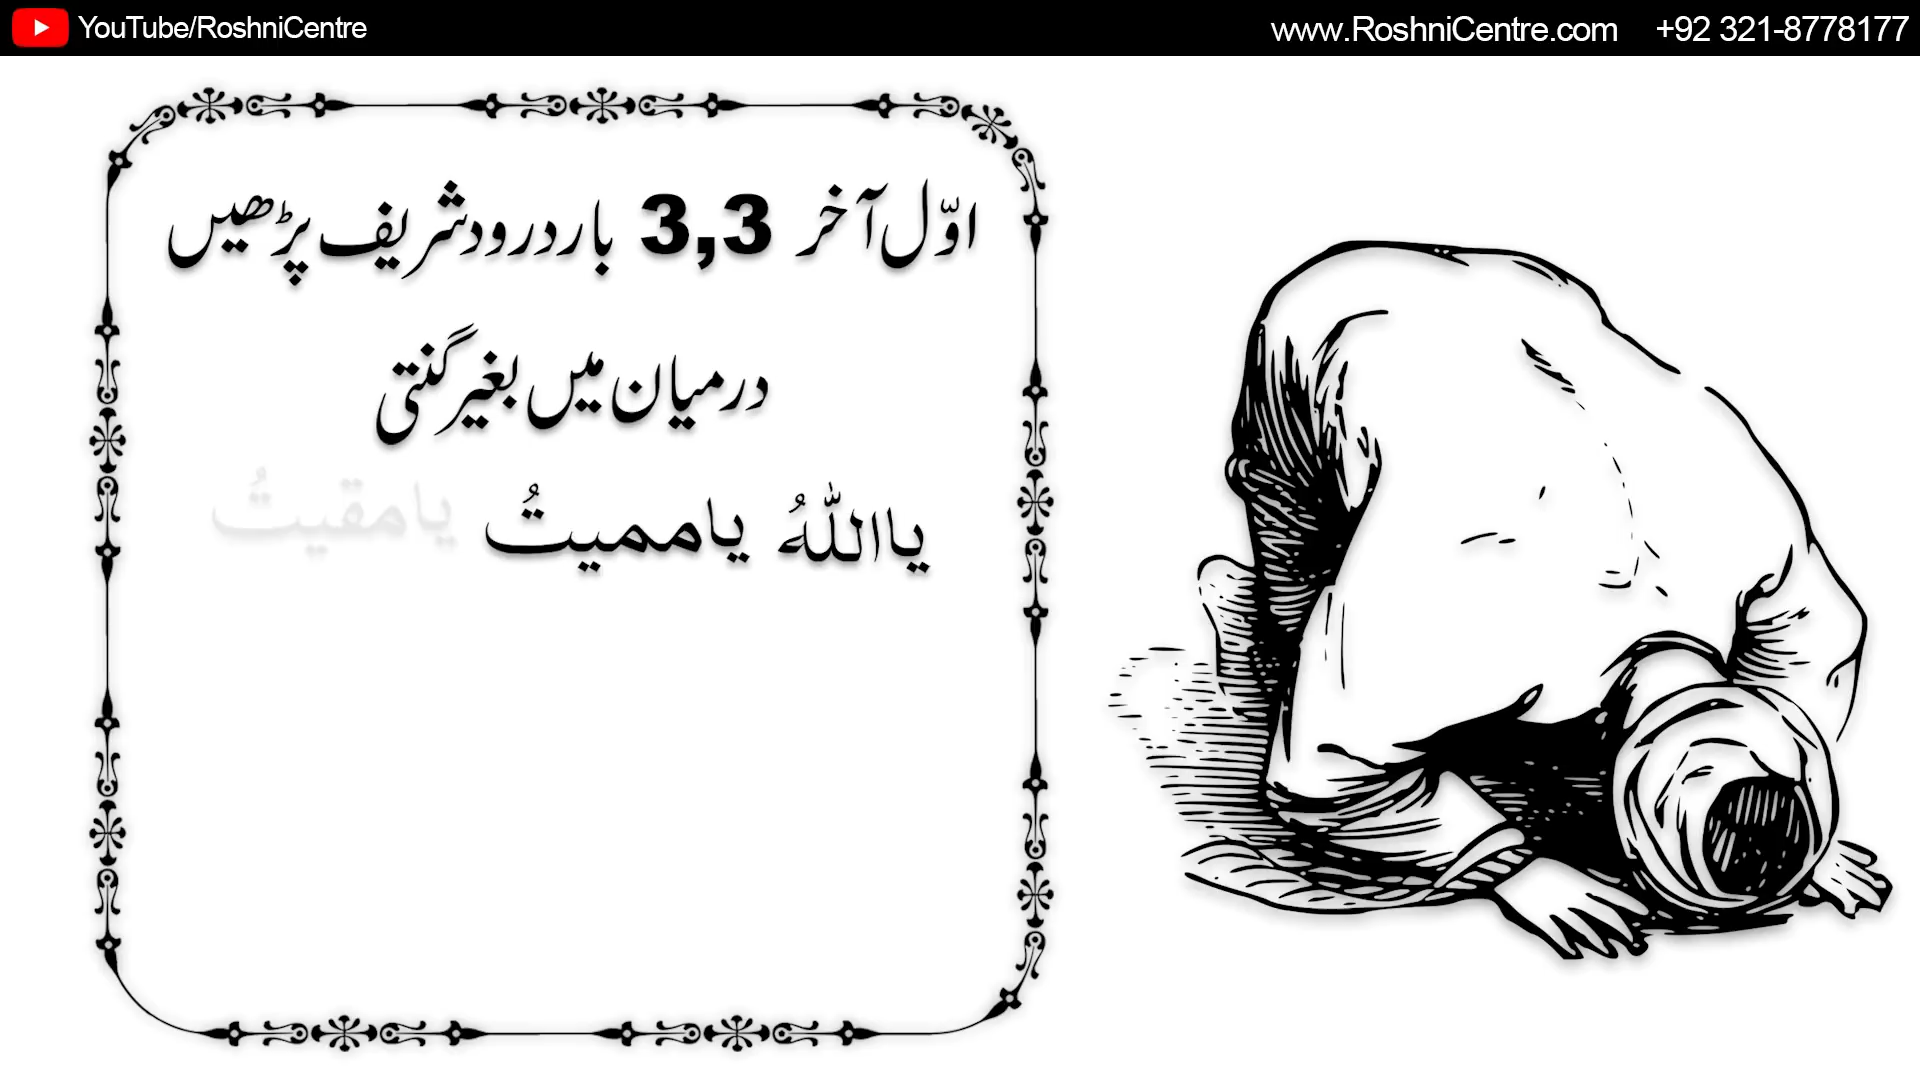 YouTube/RoshniCentre
www.RoshniCentre.com +92 321-8778177
اوّل آخر 3,3 بار درود شریف پڑھیں
درمیان میں بغیر گنتی
یااللہُ یاممیتُ یامقیتُ